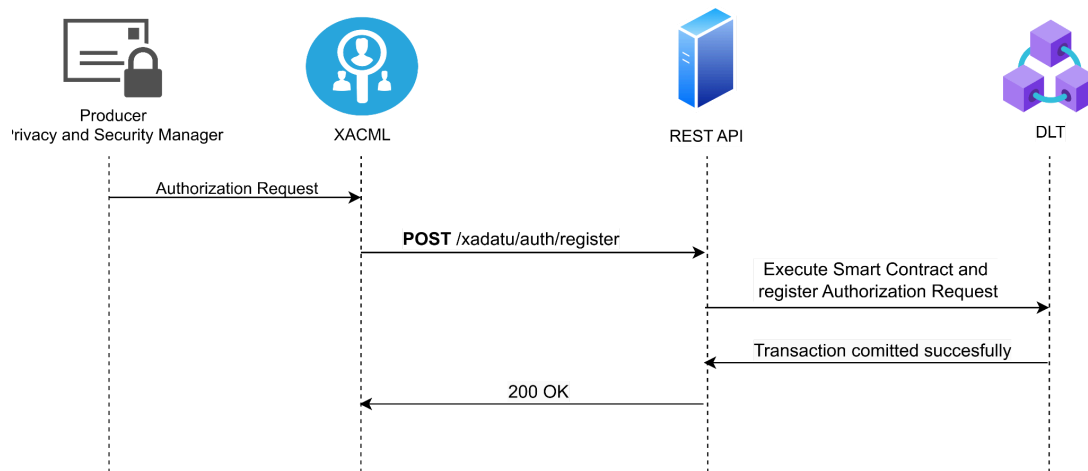 Producer
Privacy and Security Manager
XACML
REST API
DLT
Authorization Request
POST /xadatu/auth/register
Execute Smart Contract and
register Authorization Request
Transaction comitted succesfully
200 OK